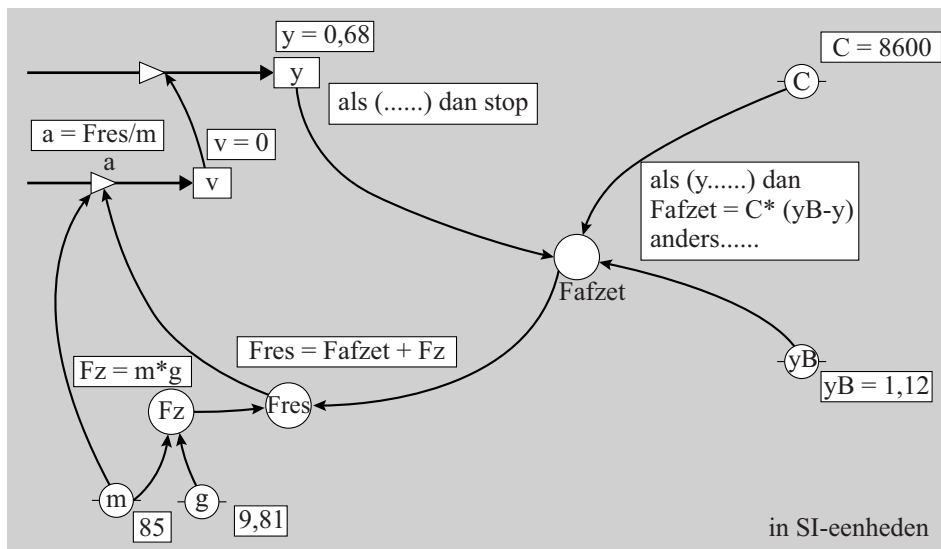 y = 0,68
C = 8600
y
C
als (......) dan stop
a = Fres/m
v = 0
a
v
als (y......) dan
Fafzet = C* (yB-y)
anders......
Fafzet
Fres = Fafzet + Fz
Fz = m*g
yB
yB = 1,12
Fz
Fres
m
g
85
9,81
in SI-eenheden